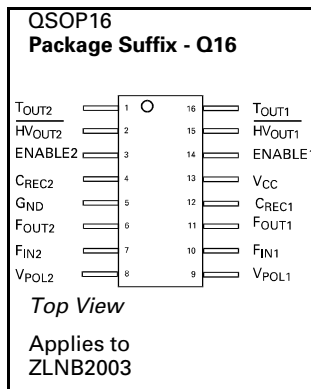 QSOP16
Package Suffix - Q16
TOUT2 1 16 TOUT1
HVOUT2 2 15 HVOUT1
ENABLE2 3 14 ENABLE1
CREC2 4 13 VCC
GND 5 12 CREC1
FOUT2 6 11 FOUT1
FIN2 7 10 FIN1
VPOL2 8 9 VPOL1
Top View
Applies to
ZLNB2003